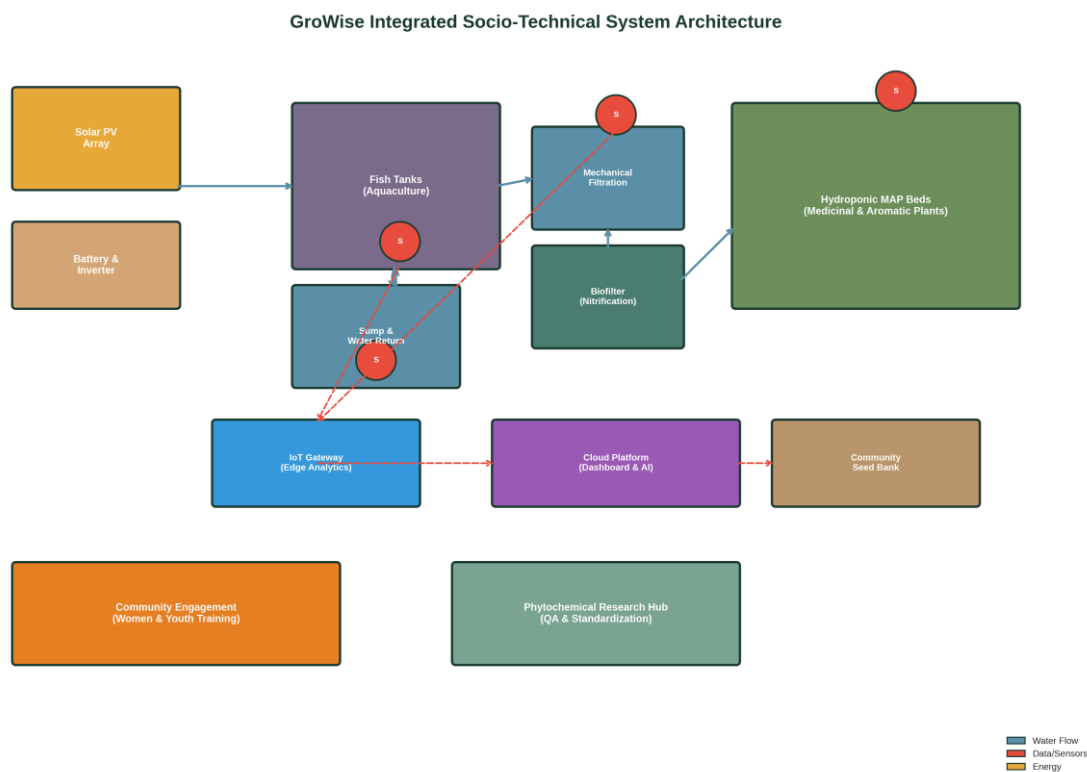 GroWise Integrated Socio-Technical System Architecture
S
S
Solar PV
Array
Fish Tanks
(Aquaculture)
Mechanical
Filtration
Hydroponic MAP Beds
(Medicinal & Aromatic Plants)
S
Battery &
Inverter
Biofilter
(Nitrification)
Sump &
Water Return
S
IoT Gateway
(Edge Analytics)
Cloud Platform
(Dashboard & AI)
Community
Seed Bank
Community Engagement
(Women & Youth Training)
Phytochemical Research Hub
(QA & Standardization)
Water Flow
Data/Sensors
Energy